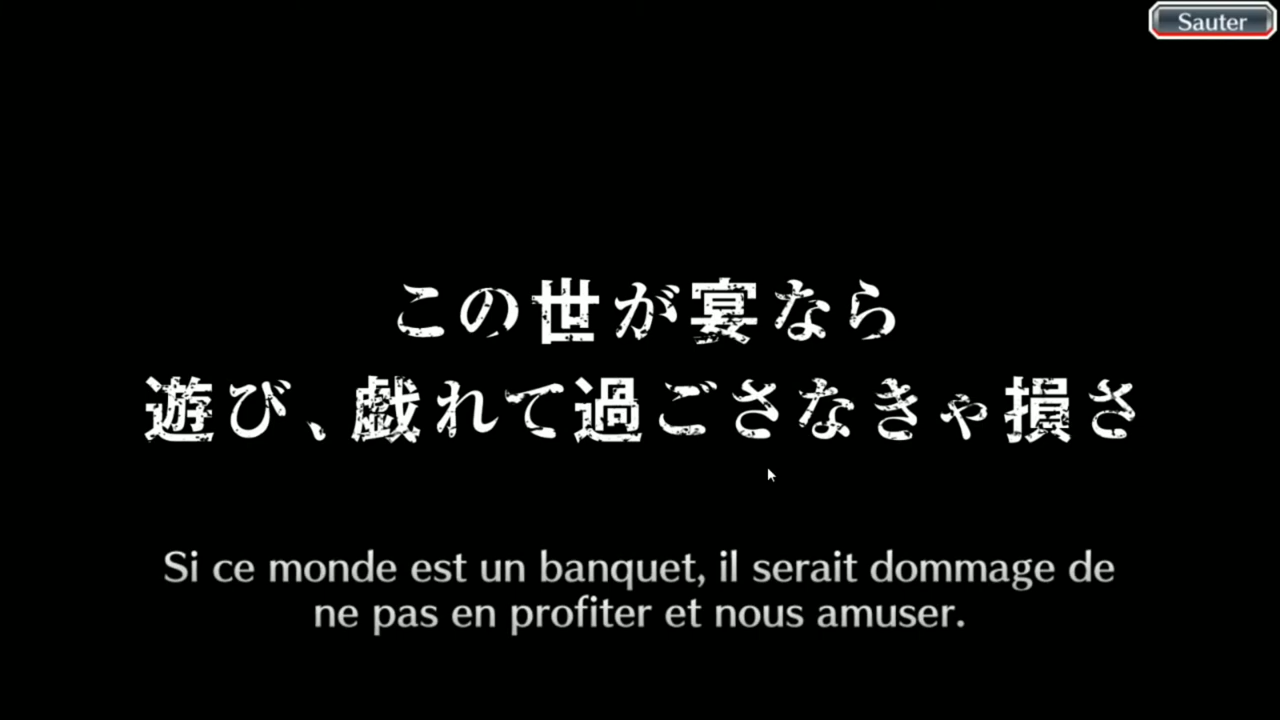 Sauter
この世が宴なら
遊び、戯れて過ごさなきゃ損さ
Si ce monde est un banquet, il serait dommage de
ne pas en profiter et nous amuser.